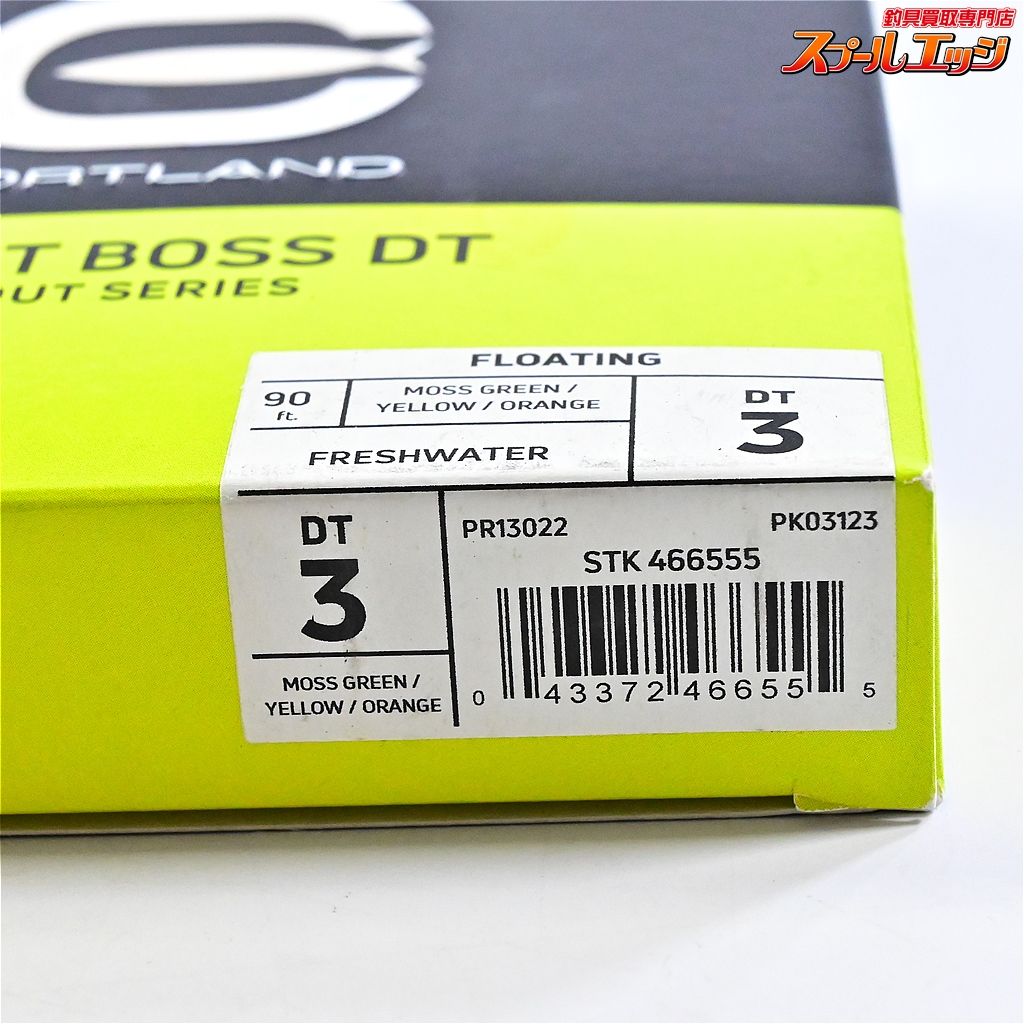 釣具買取専門店
スプールエッジ
ORTLAND
T BOSS DT
OUT SERIES
FLOATING
90 ft.
MOSS GREEN /
YELLOW / ORANGE
DT
3
FRESHWATER
DT
3
MOSS GREEN /
YELLOW / ORANGE
PR13022
PK03123
STK 466555
0 43372 46655 5